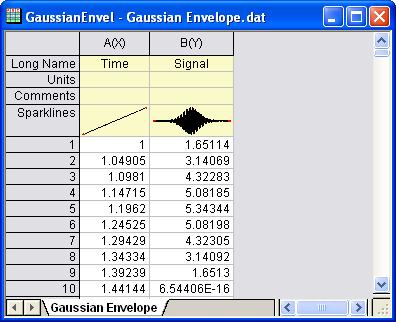 GaussianEnvel - Gaussian Envelope.dat
A(X) B(Y)
Long Name Time Signal
Units
Comments
Sparklines
1 1 1.65114
2 1.04905 3.14069
3 1.0981 4.32283
4 1.14715 5.08185
5 1.1962 5.34344
6 1.24525 5.08198
7 1.29429 4.32305
8 1.34334 3.14092
9 1.39239 1.6513
10 1.44144 6.54406E-16
Gaussian Envelope